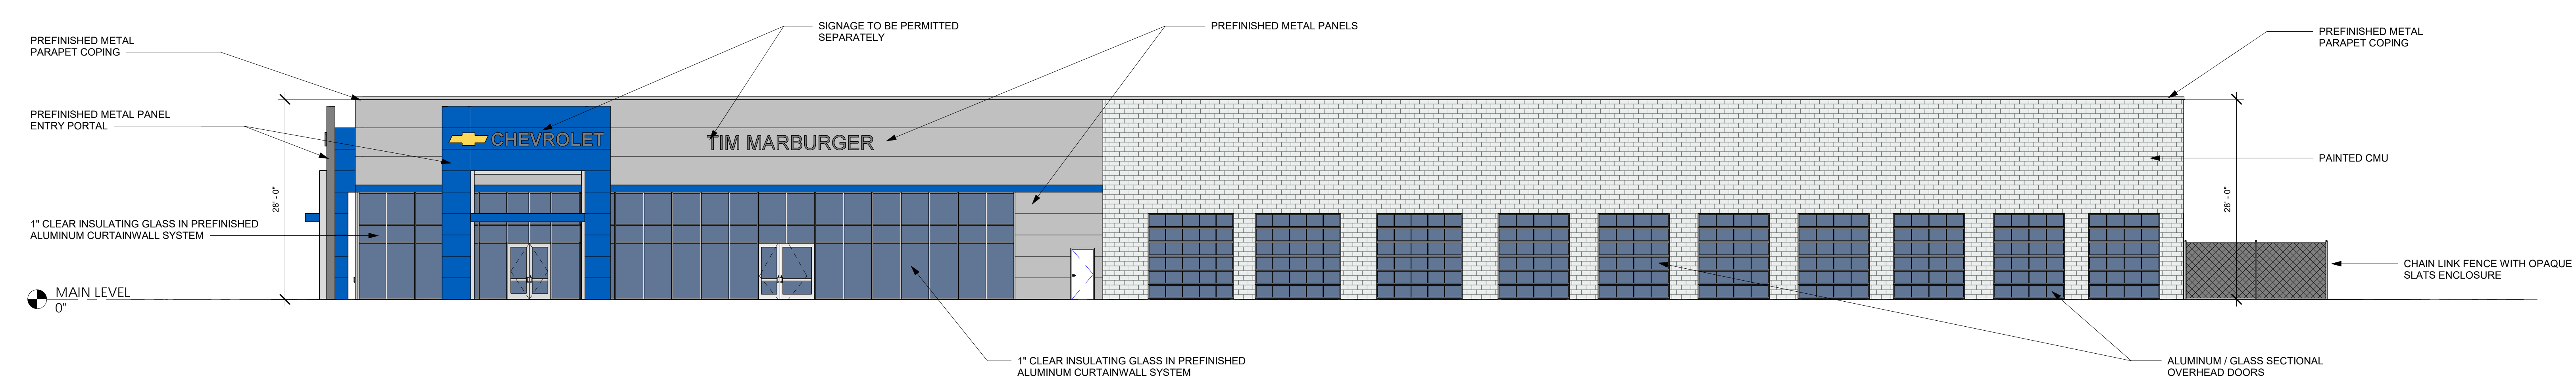 PREFINISHED METAL
PARAPET COPING
SIGNAGE TO BE PERMITTED
SEPARATELY
PREFINISHED METAL PANELS
PREFINISHED METAL
PARAPET COPING
PREFINISHED METAL PANEL
ENTRY PORTAL
CHEVROLET
TIM MARBURGER
PAINTED CMU
28' - 0"
28' - 0"
1" CLEAR INSULATING GLASS IN PREFINISHED
ALUMINUM CURTAINWALL SYSTEM
CHAIN LINK FENCE WITH OPAQUE
SLATS ENCLOSURE
MAIN LEVEL
0"
1" CLEAR INSULATING GLASS IN PREFINISHED
ALUMINUM CURTAINWALL SYSTEM
ALUMINUM / GLASS SECTIONAL
OVERHEAD DOORS